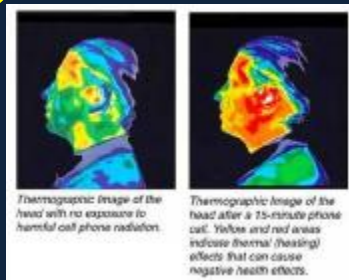 Thermographic Image of the
head with no exposure to
harmful cell phone radiation.
Thermographic Image of the
head after a 15-minute phone
call. Yellow and red areas
indicate thermal (heating)
effects that can cause
negative health effects.